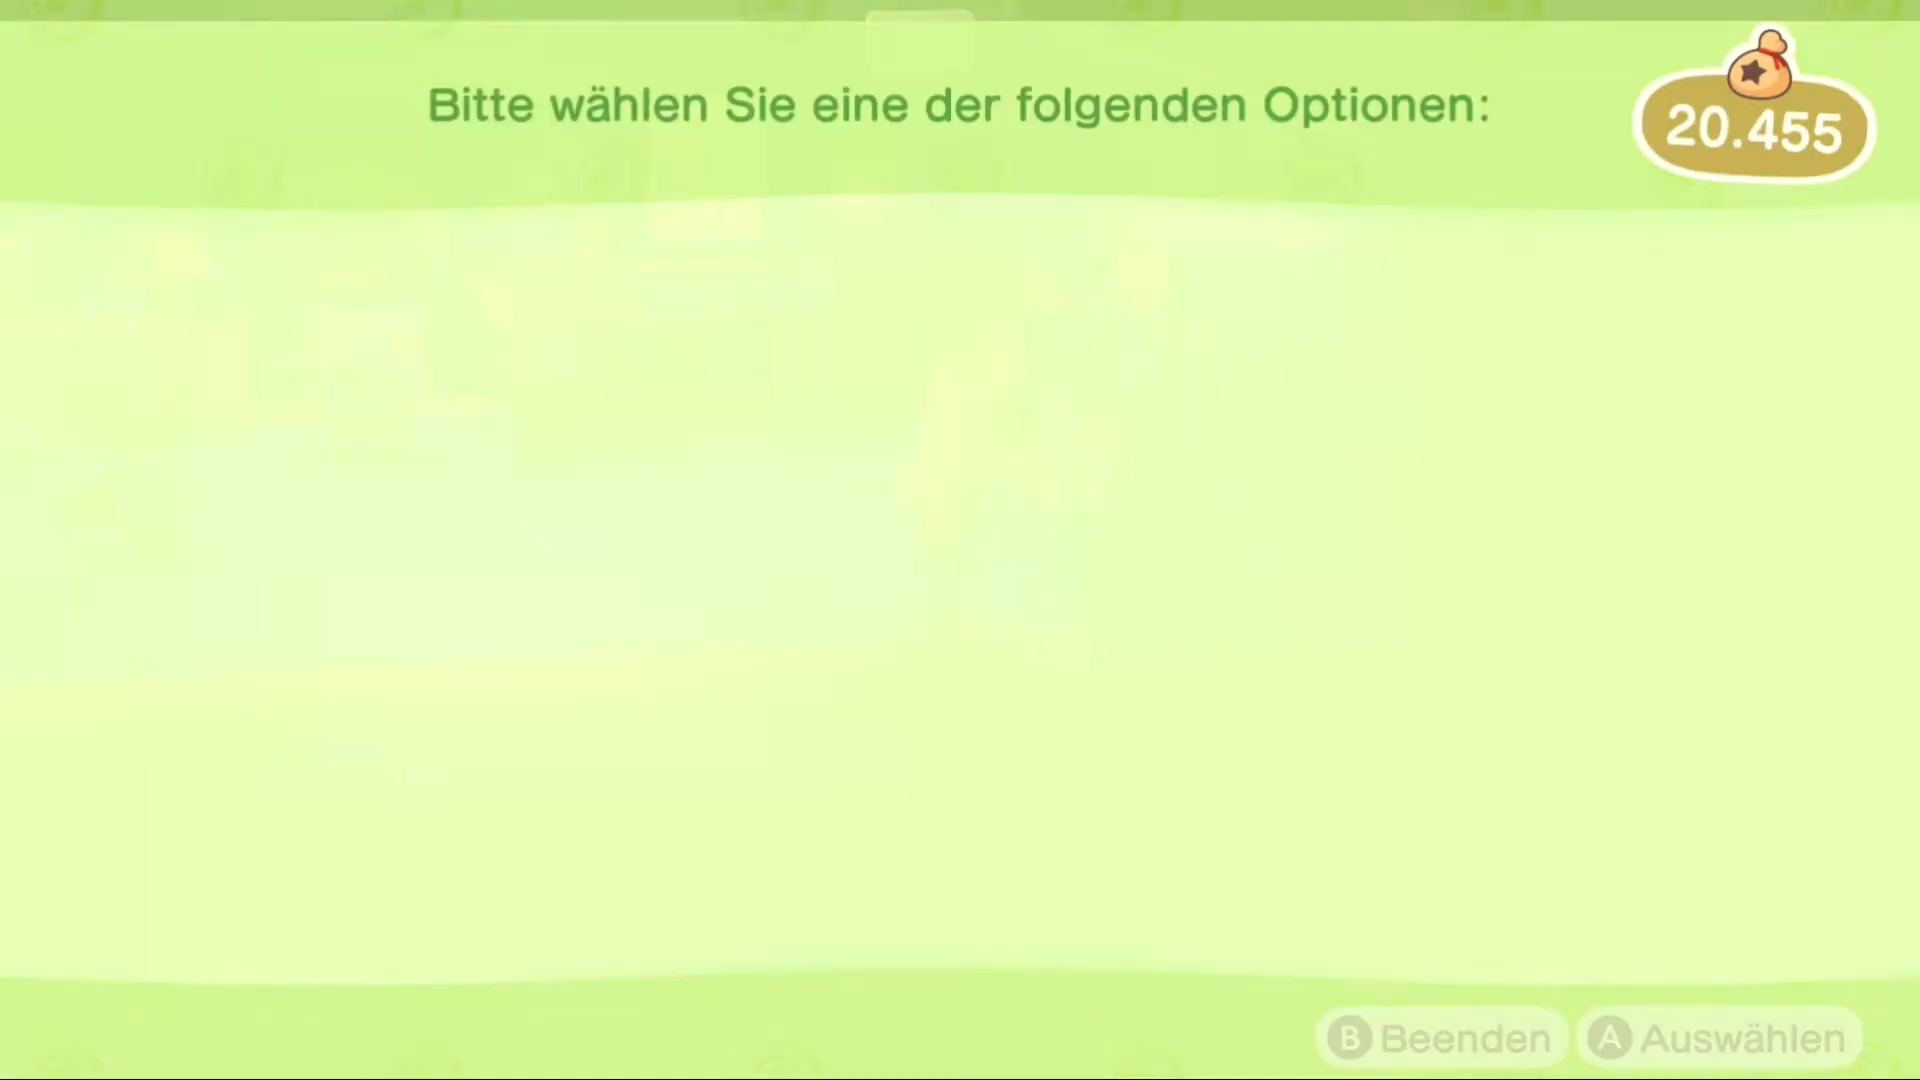 Bitte wählen Sie eine der folgenden Optionen:
20.455
B Beenden A Auswählen